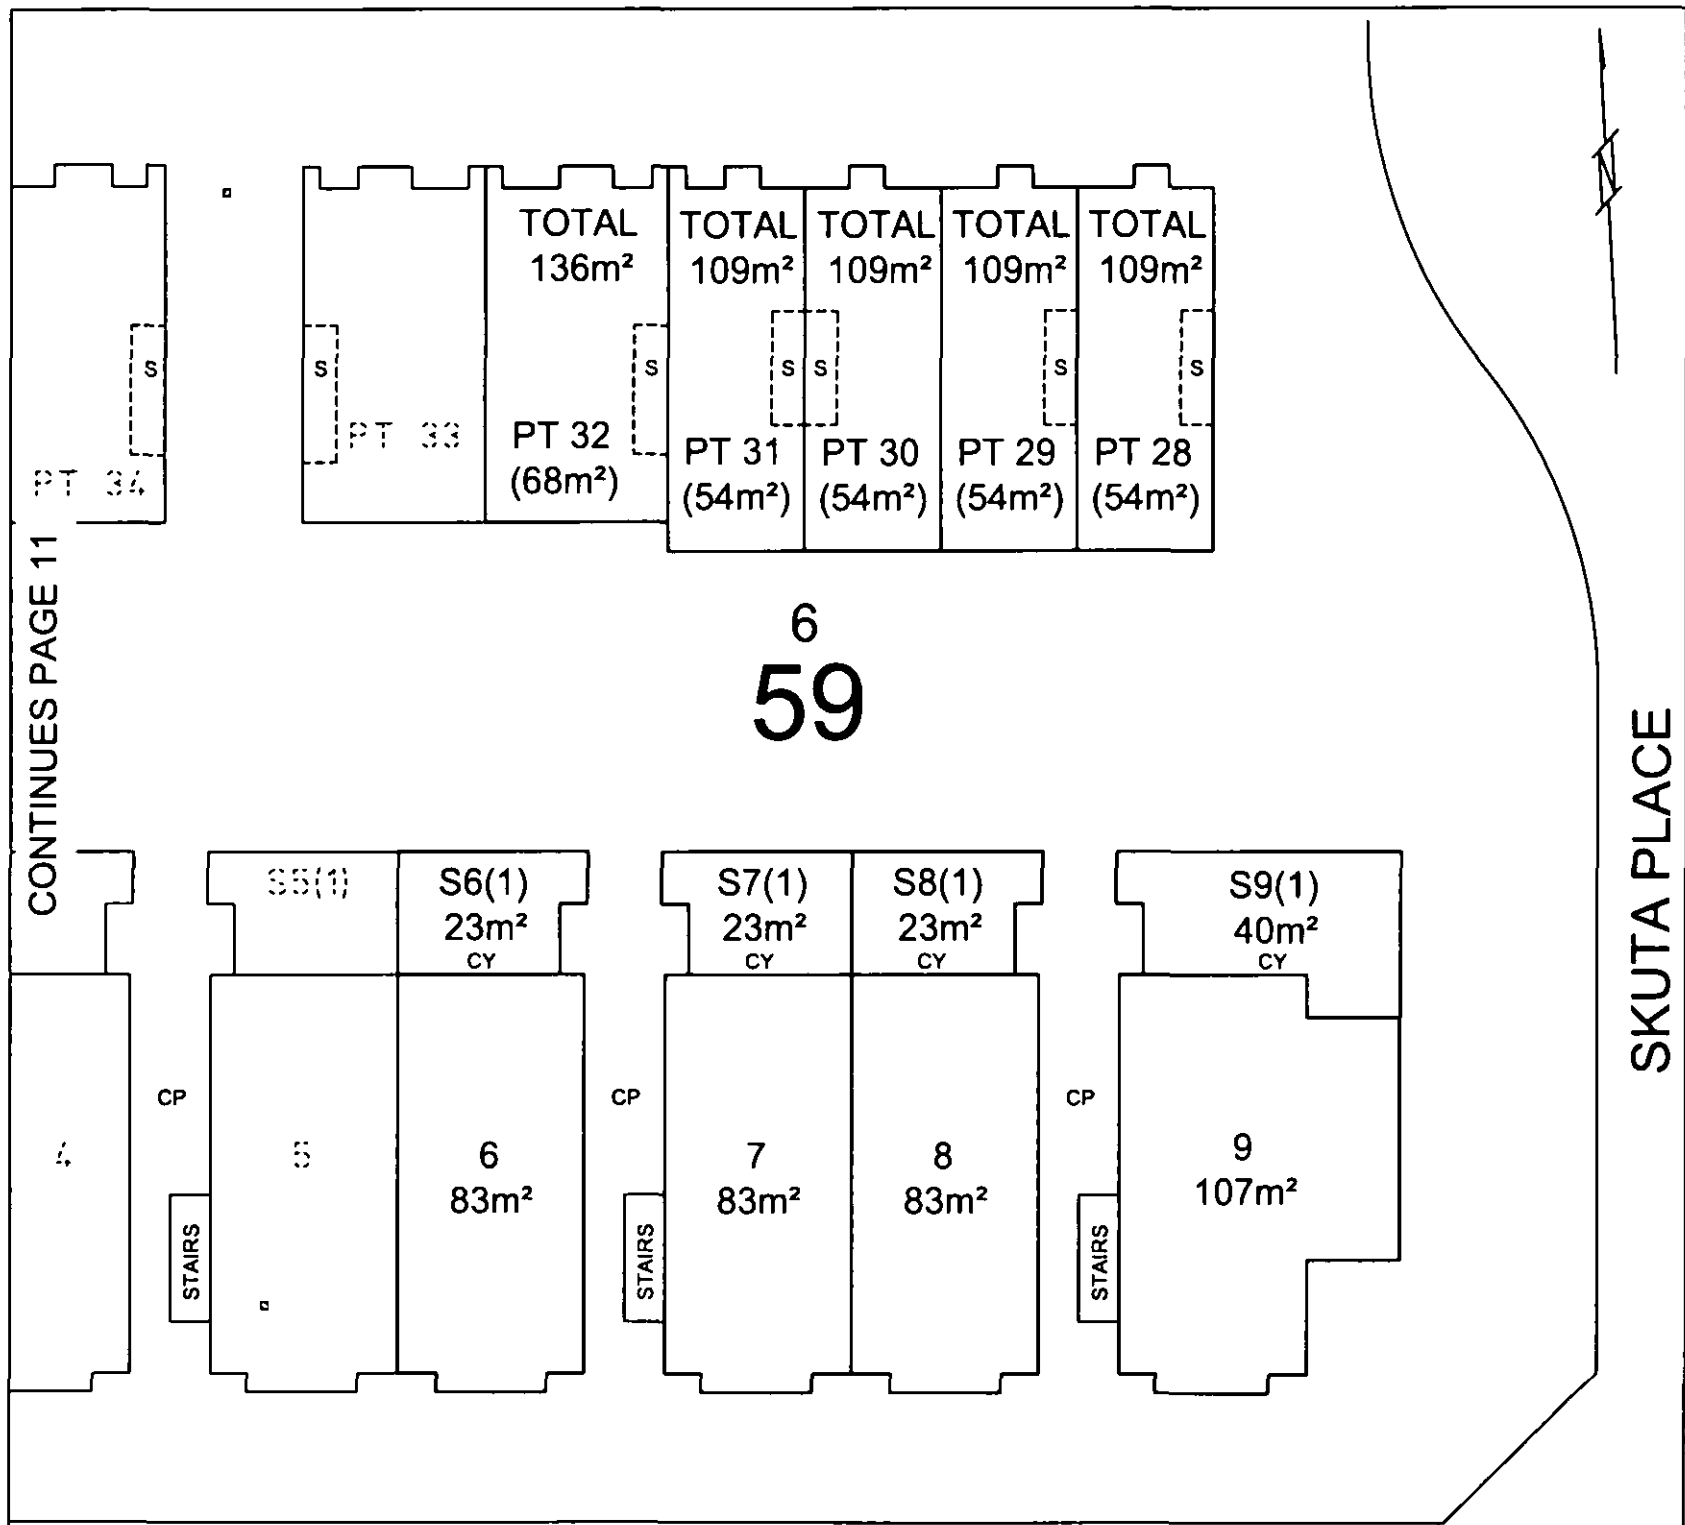 TOTAL
136m²
TOTAL
109m²
TOTAL
109m²
TOTAL
109m²
TOTAL
109m²
S
S
S
S
S
S
S
PT 34
PT 33
PT 32
(68m²)
PT 31
(54m²)
PT 30
(54m²)
PT 29
(54m²)
PT 28
(54m²)
CONTINUES PAGE 11
6
59
SKUTA PLACE
S5(1)
S6(1)
23m²
CY
S7(1)
23m²
CY
S8(1)
23m²
CY
S9(1)
40m²
CY
CP
CP
CP
4
5
6
83m²
7
83m²
8
83m²
9
107m²
STAIRS
STAIRS
STAIRS
N